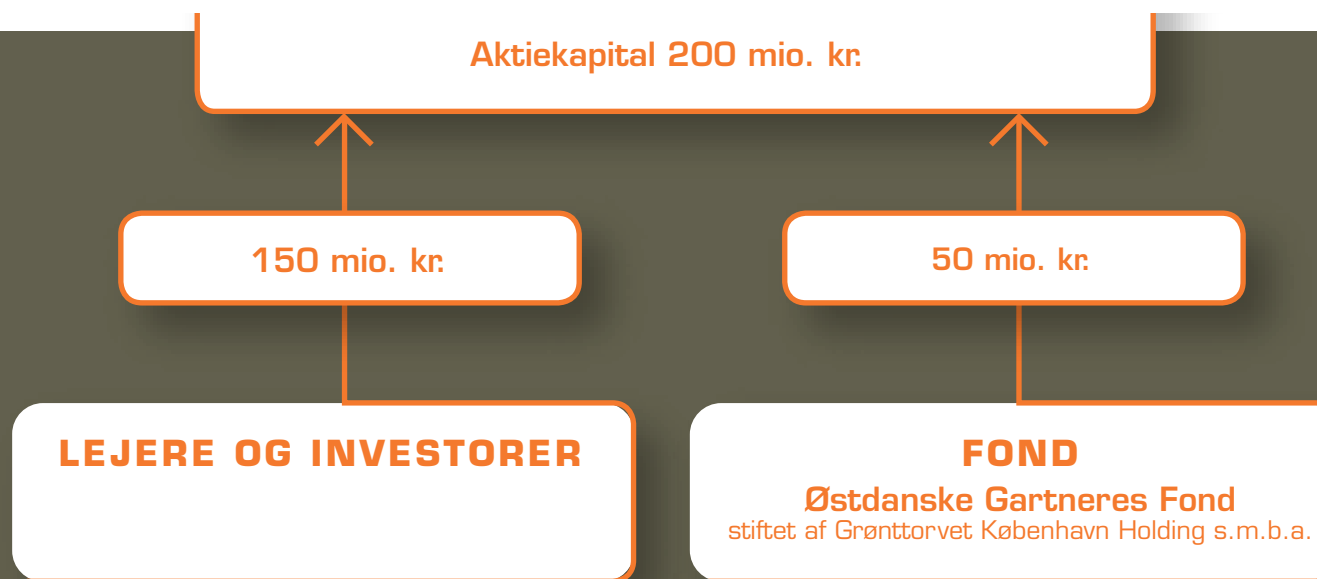 Aktiekapital 200 mio. kr.
150 mio. kr.
50 mio. kr.
LEJERE OG INVESTORER
FOND
Østdanske Gartneres Fond
stiftet af Grønttorvet København Holding s.m.b.a.